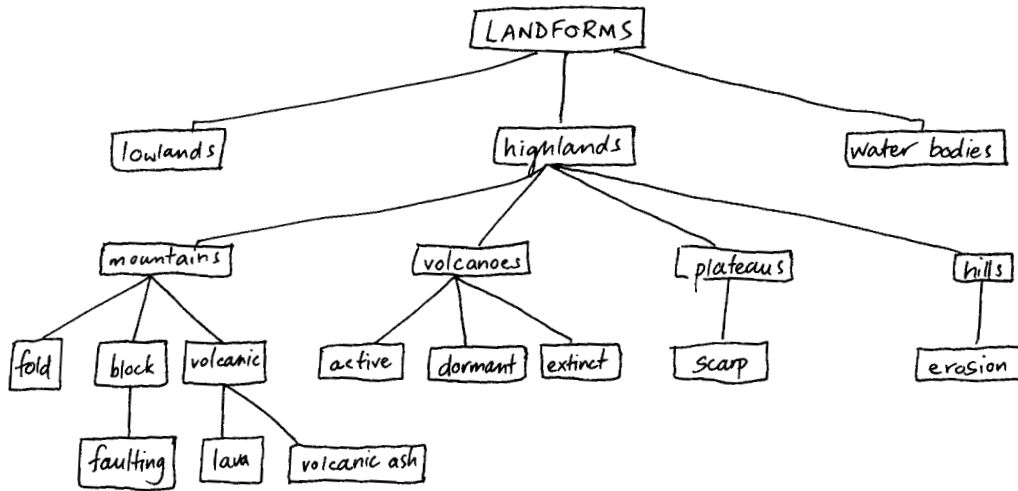 LANDFORMS
lowlands
highlands
water bodies
mountains
volcanoes
plateaus
hills
fold
block
volcanic
active
dormant
extinct
scarp
erosion
faulting
lava
volcanic ash